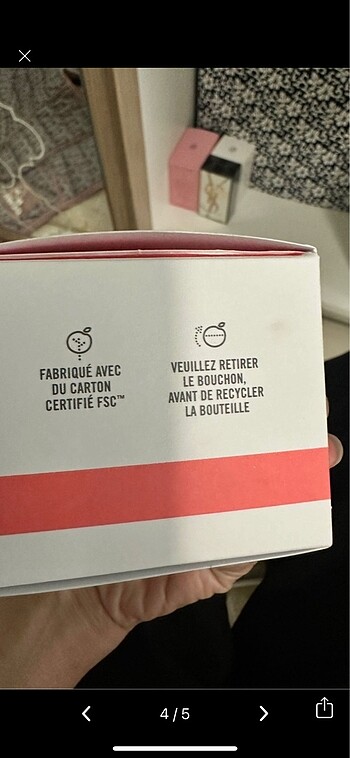 FABRIQUÉ AVEC
DU CARTON
CERTIFIÉ FSC™
VEUILLEZ RETIRER
LE BOUCHON,
AVANT DE RECYCLER
LA BOUTEILLE
4/5